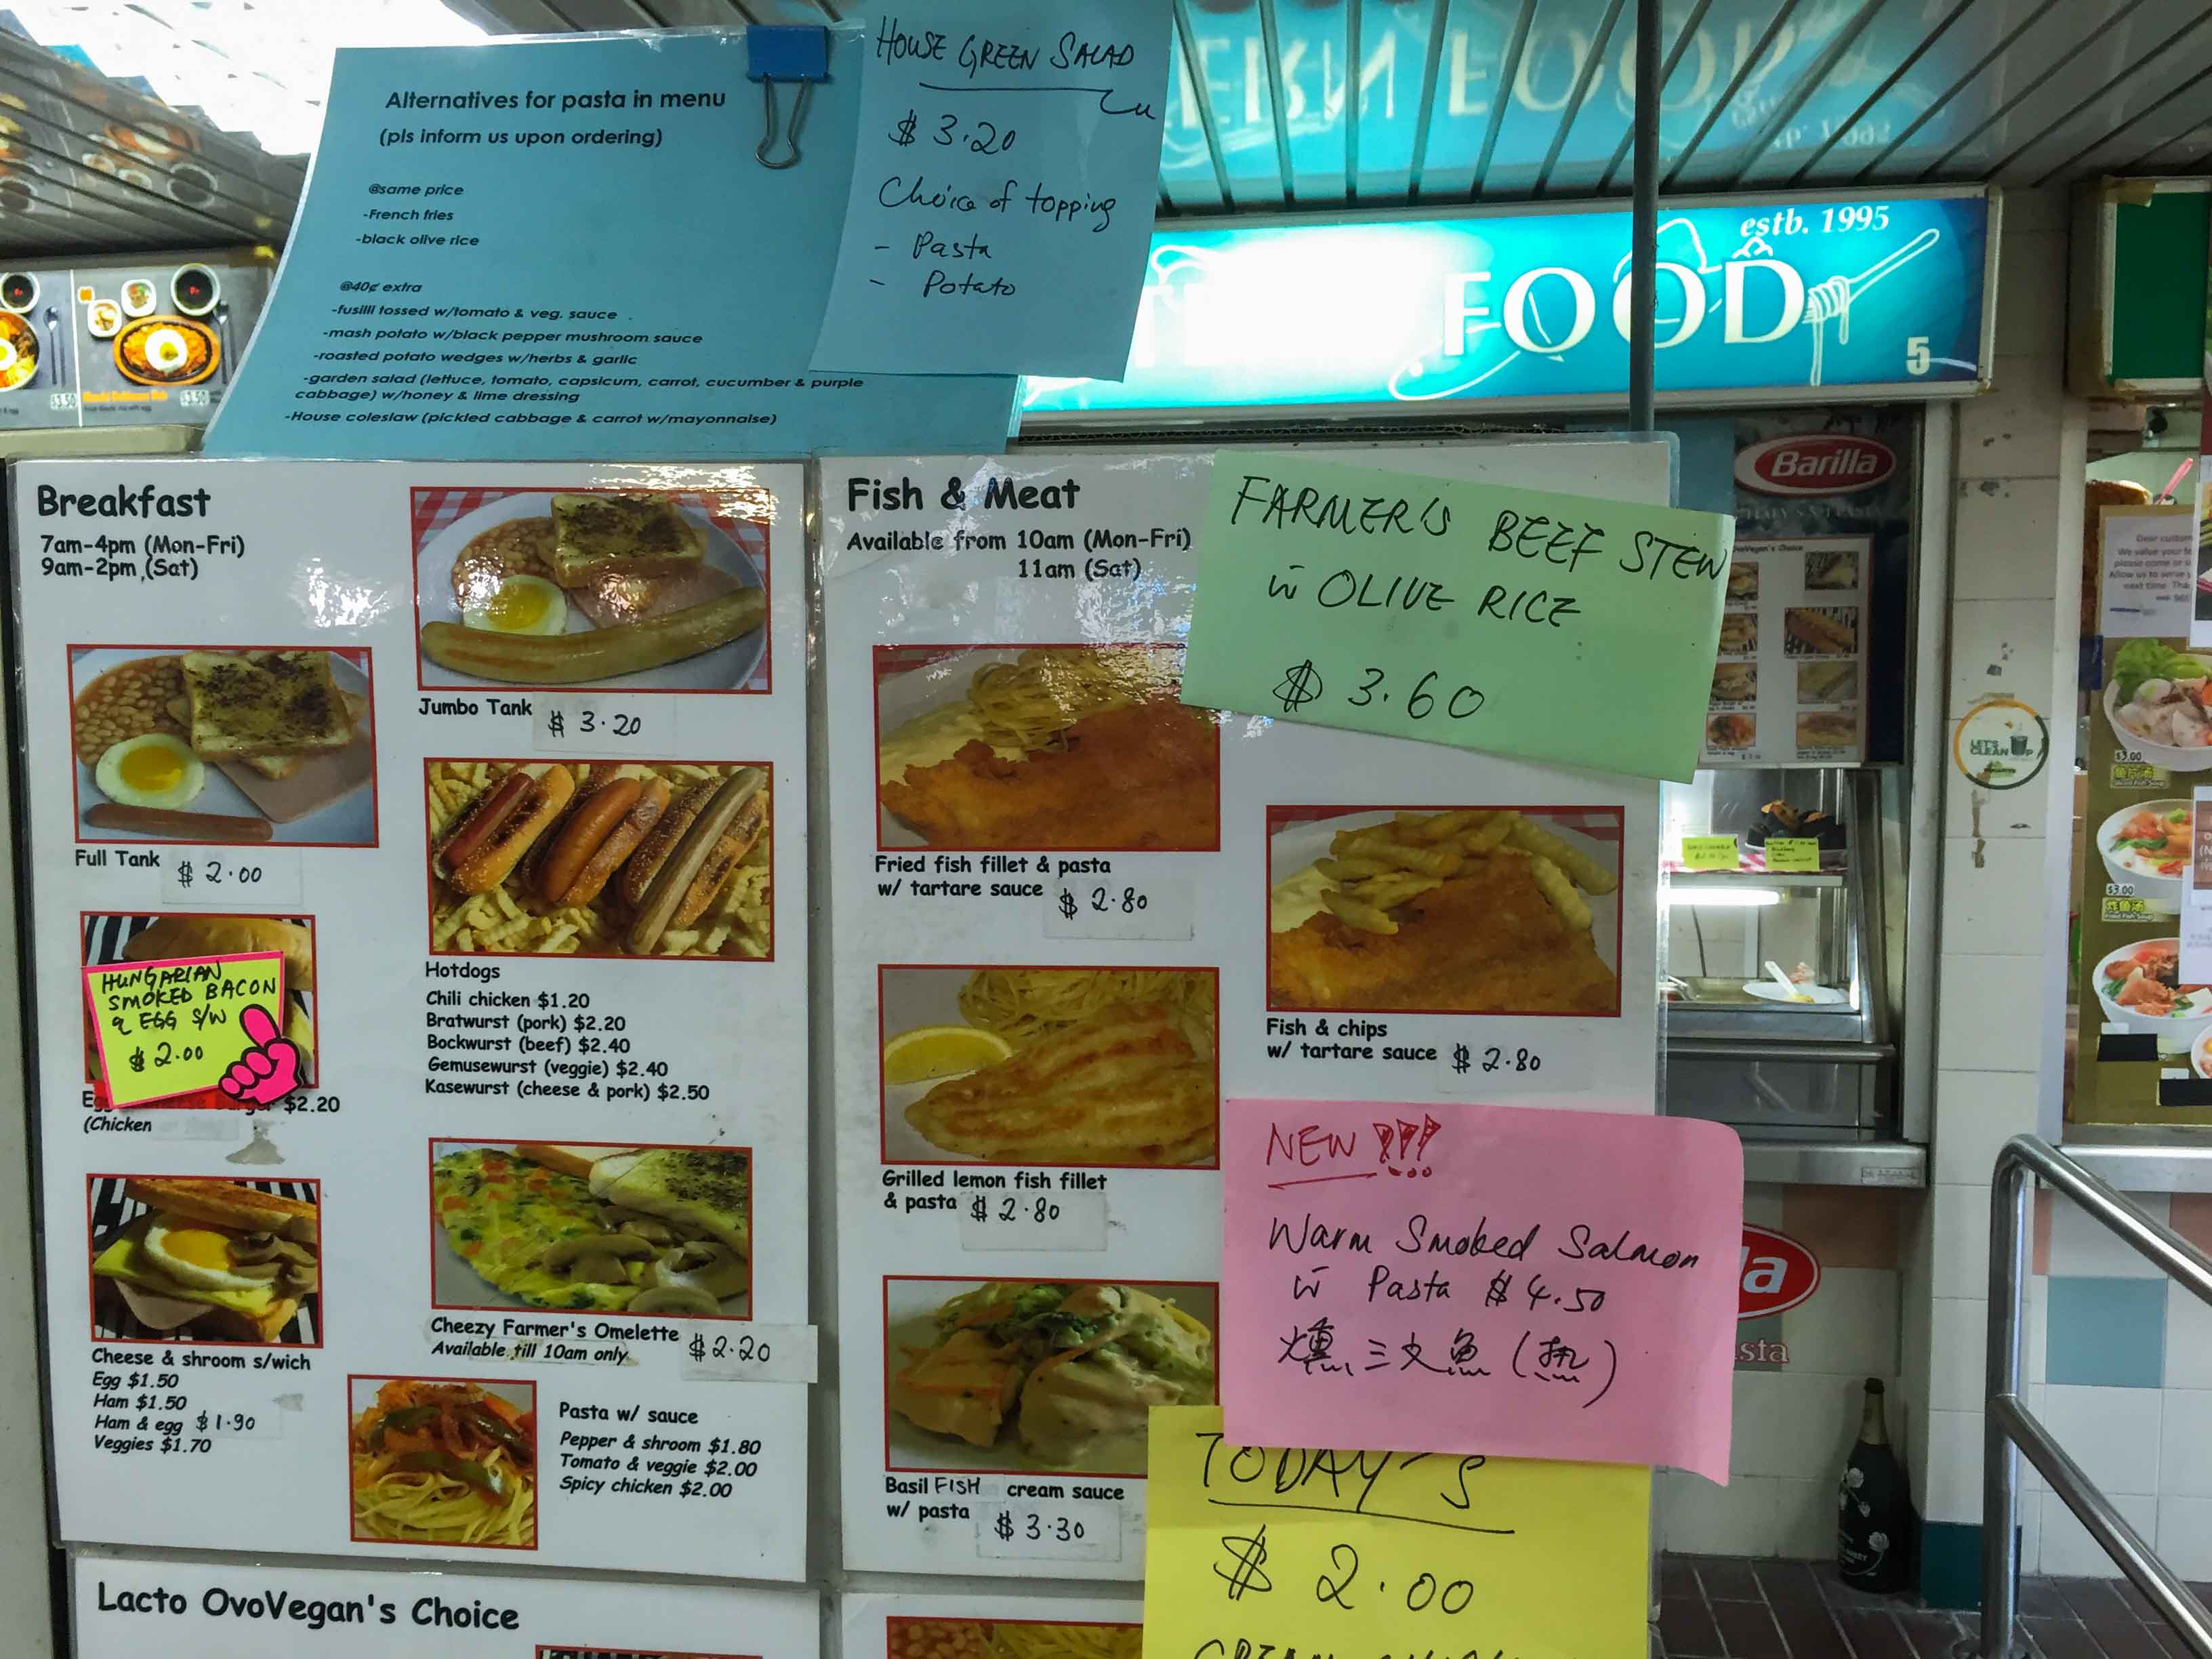 Alternatives for pasta in menu
(pls inform us upon ordering)
@same price
-French fries
-black olive rice
@40¢ extra
-fusilli tossed w/tomato & veg. sauce
-mash potato w/black pepper mushroom sauce
-roasted potato wedges w/herbs & garlic
-garden salad (lettuce, tomato, capsicum, carrot, cucumber & purple
cabbage) w/honey & lime dressing
-House coleslaw (pickled cabbage & carrot w/mayonnaise)
HOUSE GREEN SALAD
$3.20
Choice of topping
- Pasta
- Potato
estb. 1995
FOOD
5
Barilla
Breakfast
7am-4pm (Mon-Fri)
9am-2pm (Sat)
Jumbo Tank $3.20
Full Tank $2.00
HUNGARIAN
SMOKED BACON
& EGG S/W
$2.00
$2.20
(Chicken
Hotdogs
Chili chicken $1.20
Bratwurst (pork) $2.20
Bockwurst (beef) $2.40
Gemusewurst (veggie) $2.40
Kasewurst (cheese & pork) $2.50
Cheese & shroom s/wich
Egg $1.50
Ham $1.50
Ham & egg $1.90
Veggies $1.70
Cheezy Farmer's Omelette $2.20
Available till 10am only
Pasta w/ sauce
Pepper & shroom $1.80
Tomato & veggie $2.00
Spicy chicken $2.00
Lacto OvoVegan's Choice
Fish & Meat
Available from 10am (Mon-Fri)
11am (Sat)
Fried fish fillet & pasta
w/ tartare sauce $2.80
Grilled lemon fish fillet
& pasta $2.80
Basil FISH cream sauce
w/ pasta $3.30
FARMER'S BEEF STEW
w OLIVE RICE
$3.60
Fish & chips
w/ tartare sauce $2.80
NEW !!!
Warm Smoked Salmon
w Pasta $4.50
燻三文魚(热)
TODAY'S
$2.00
LET'S
CLEAN UP
$3.00
$3.00